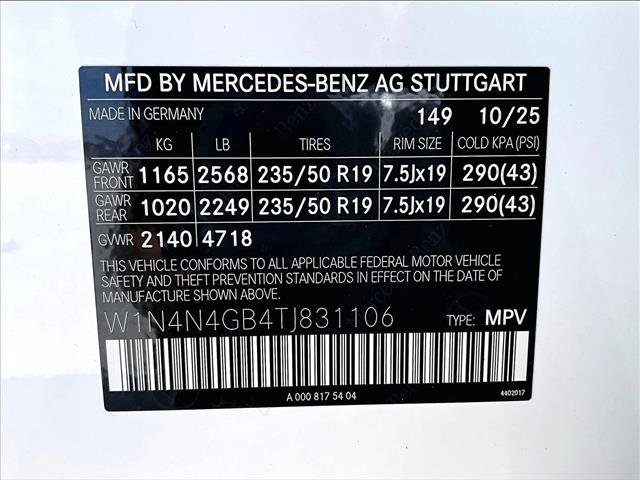 MFD BY MERCEDES-BENZ AG STUTTGART
MADE IN GERMANY 149 10/25
KG LB TIRES RIM SIZE COLD KPA (PSI)
GAWR FRONT 1165 2568 235/50 R19 7.5Jx19 290(43)
GAWR REAR 1020 2249 235/50 R19 7.5Jx19 290(43)
GVWR 2140 4718
THIS VEHICLE CONFORMS TO ALL APPLICABLE FEDERAL MOTOR VEHICLE
SAFETY BUMPER, AND THEFT PREVENTION STANDARDS IN EFFECT ON THE DATE OF
MANUFACTURE SHOWN ABOVE.
W1N4N4GB4TJ831106 TYPE: MPV
A 000 817 54 04 4402017